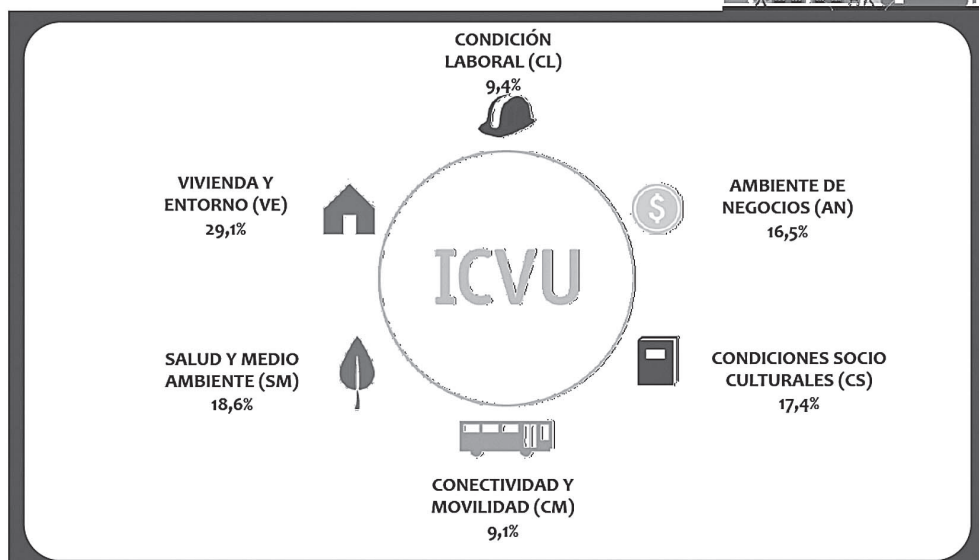 CONDICIÓN
LABORAL (CL)
9,4%
VIVIENDA Y
ENTORNO (VE)
29,1%
$
AMBIENTE DE
NEGOCIOS (AN)
16,5%
ICVU
SALUD Y MEDIO
AMBIENTE (SM)
18,6%
CONDICIONES SOCIO
CULTURALES (CS)
17,4%
CONECTIVIDAD Y
MOVILIDAD (CM)
9,1%